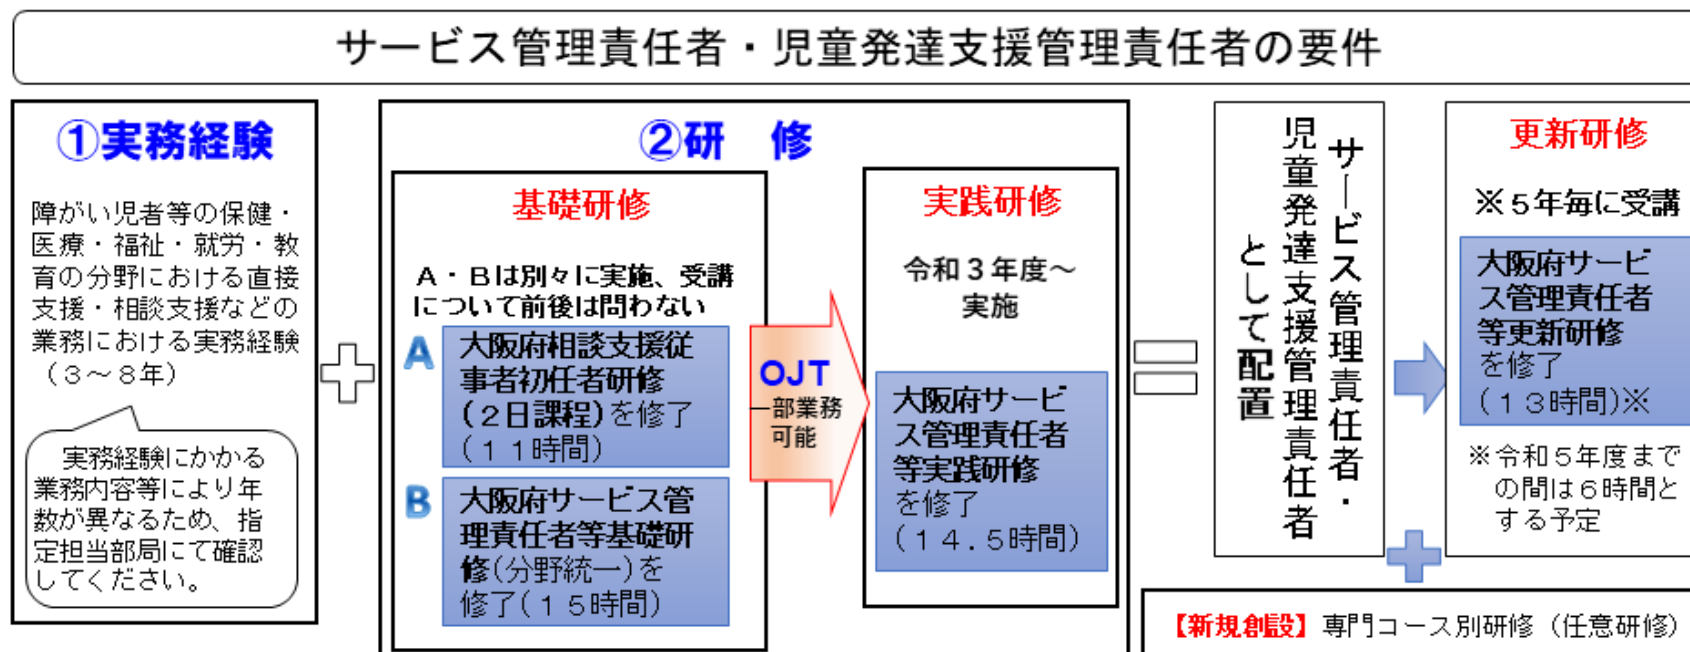 サービス管理責任者・児童発達支援管理責任者の要件
①実務経験
障がい児者等の保健・
医療・福祉・就労・教
育の分野における直接
支援・相談支援などの
業務における実務経験
(３～８年)
実務経験にかかる
業務内容等により年
数が異なるため、指
定担当部局にて確認
してください。
②研　修
基礎研修
Ａ・Ｂは別々に実施、受講
について前後は問わない
A
大阪府相談支援従
事者初任者研修
(２日課程)を修了
(１１時間)
B
大阪府サービス管
理責任者等基礎研
修(分野統一)を
修了(１５時間)
OJT
一部業務
可能
実践研修
令和３年度～
実施
大阪府サービ
ス管理責任者
等実践研修
を修了
(１４.５時間)
サービス管理責任者・
児童発達支援管理責任者
として配置
更新研修
※５年毎に受講
大阪府サービ
ス管理責任者
等更新研修
を修了
(１３時間)※
※令和５年度まで
の間は６時間と
する予定
【新規創設】専門コース別研修（任意研修）